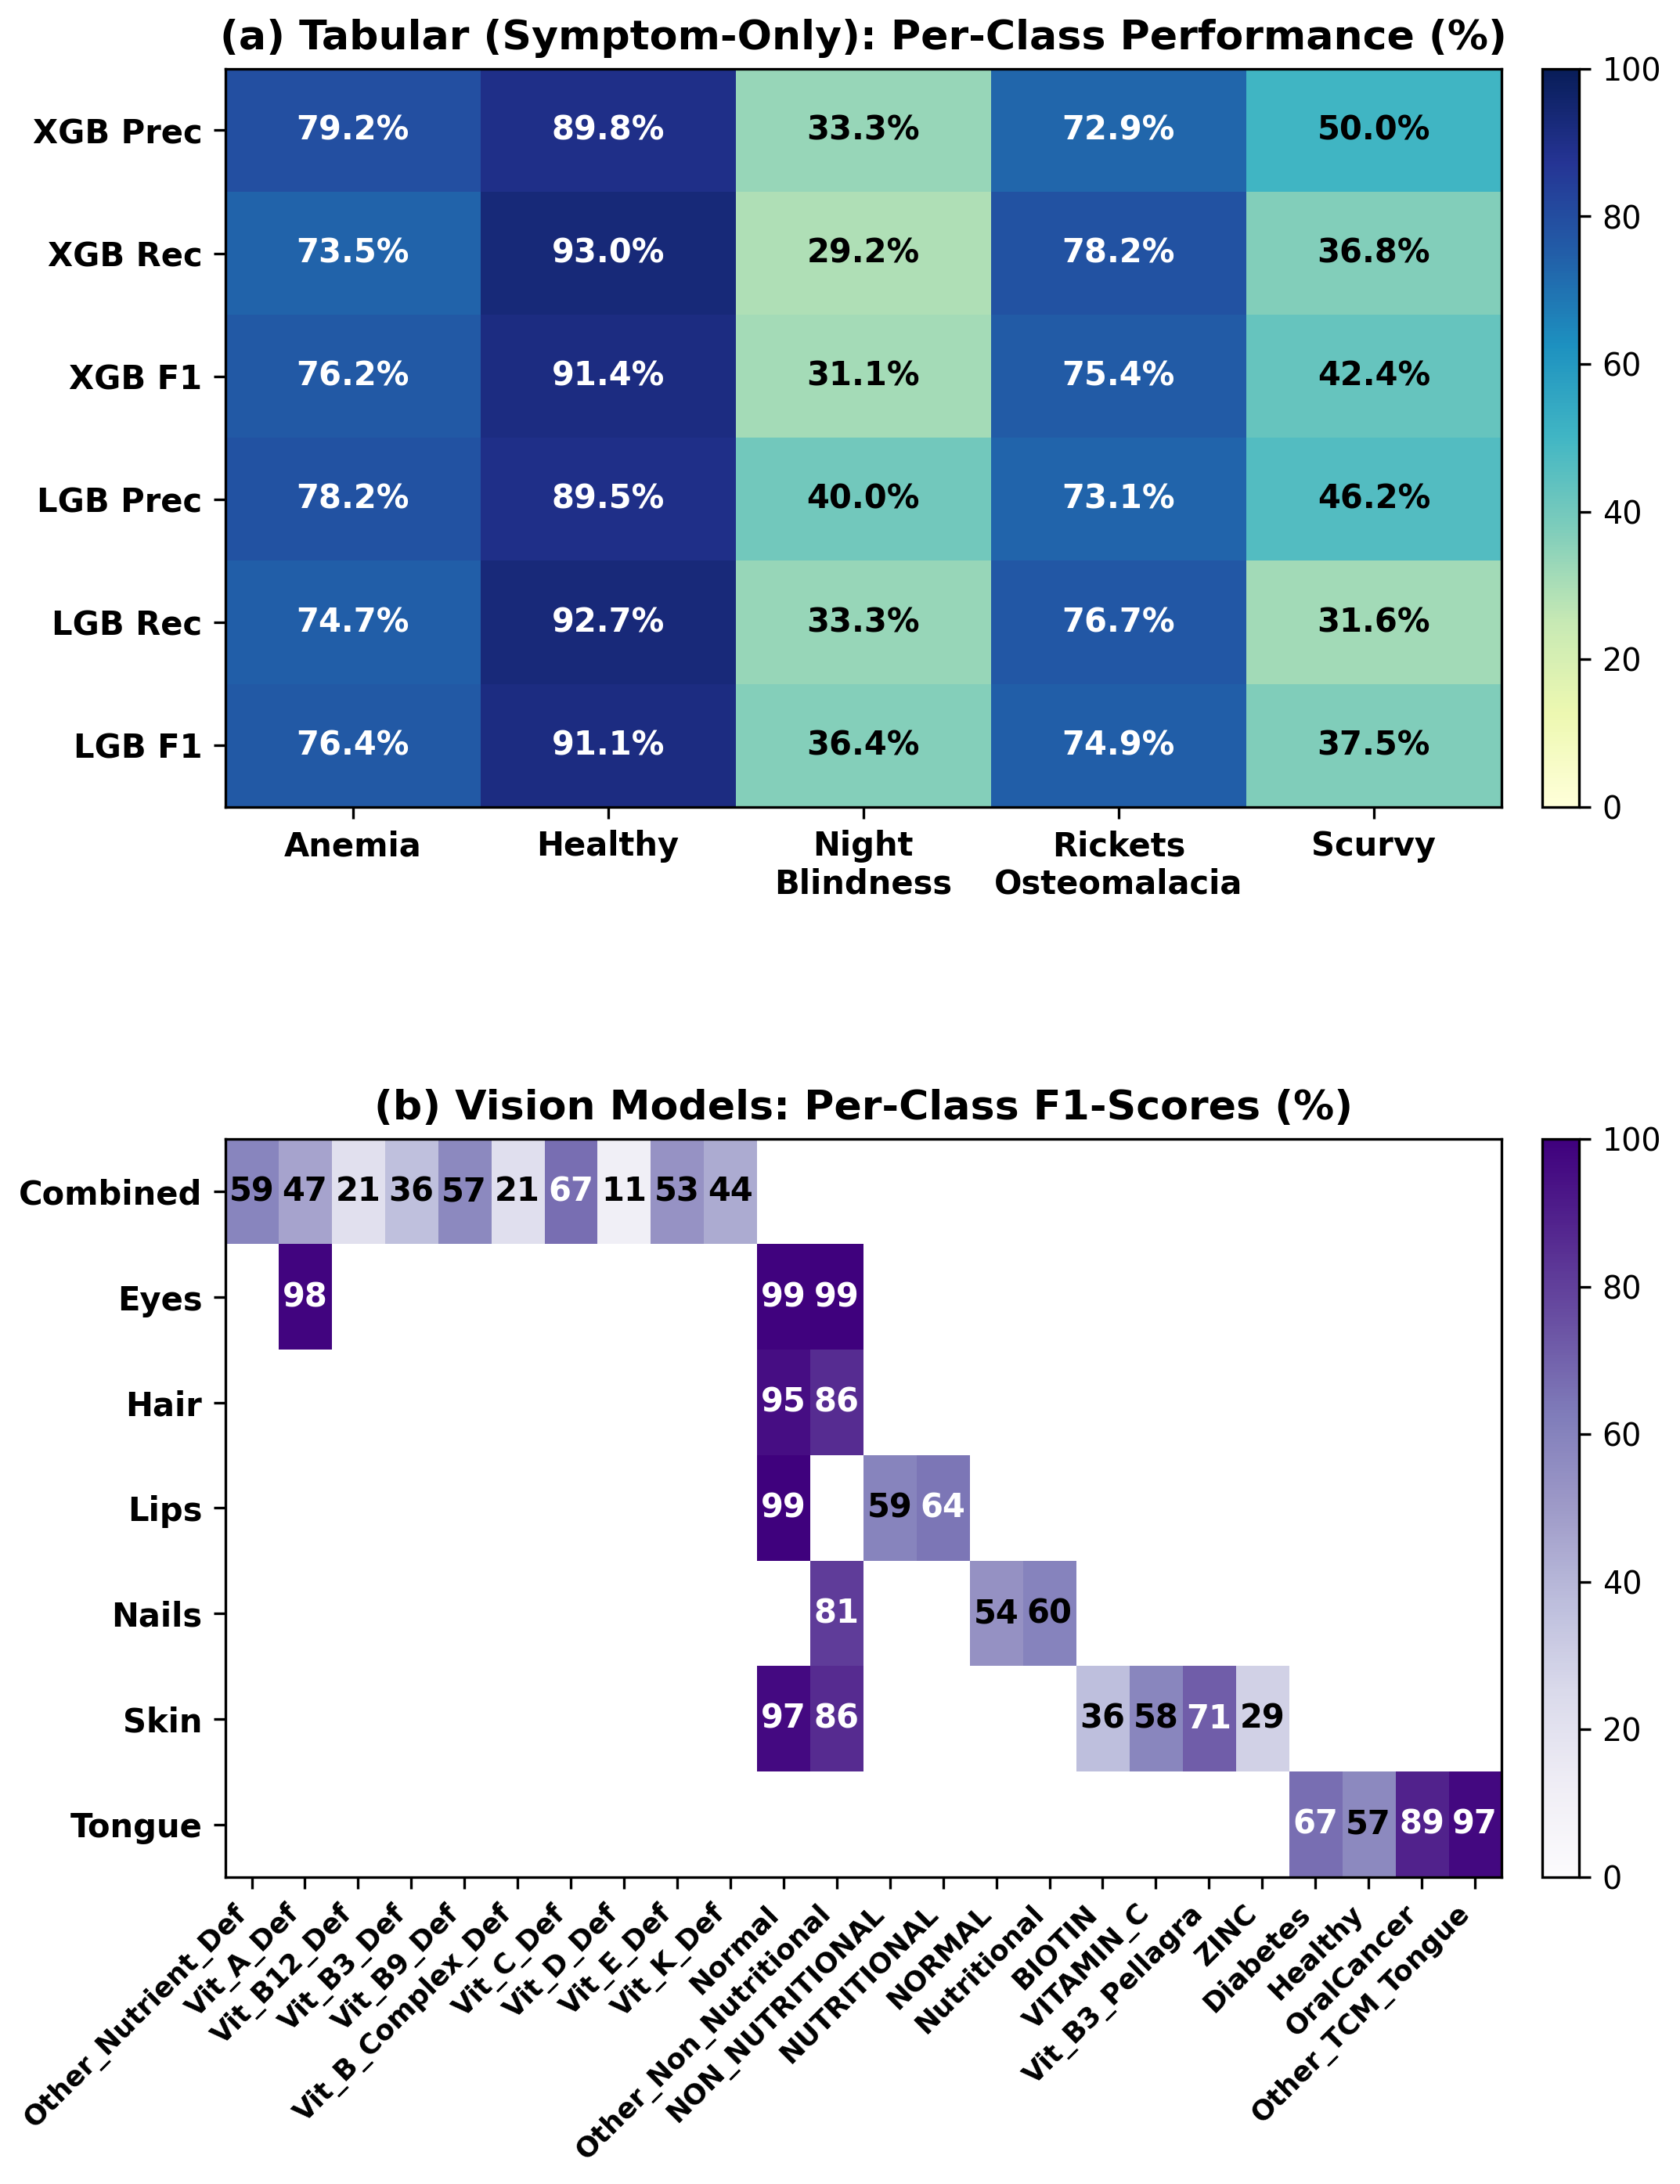 (a) Tabular (Symptom-Only): Per-Class Performance (%)
XGB Prec 79.2% 89.8% 33.3% 72.9% 50.0%
XGB Rec 73.5% 93.0% 29.2% 78.2% 36.8%
XGB F1 76.2% 91.4% 31.1% 75.4% 42.4%
LGB Prec 78.2% 89.5% 40.0% 73.1% 46.2%
LGB Rec 74.7% 92.7% 33.3% 76.7% 31.6%
LGB F1 76.4% 91.1% 36.4% 74.9% 37.5%
Anemia Healthy Night Rickets Scurvy
Blindness Osteomalacia
100
80
60
40
20
0
(b) Vision Models: Per-Class F1-Scores (%)
Combined 59 47 21 36 57 21 67 11 53 44
Eyes 98 99 99
Hair 95 86
Lips 99 59 64
Nails 81 54 60
Skin 97 86 36 58 71 29
Tongue 67 57 89 97
Other_Nutrient_Def
Vit_A_Def
Vit_B12_Def
Vit_B3_Def
Vit_B9_Def
Vit_B_Complex_Def
Vit_C_Def
Vit_D_Def
Vit_E_Def
Vit_K_Def
Normal
Other_Non_Nutritional
NON_NUTRITIONAL
NUTRITIONAL
NORMAL
Nutritional
BIOTIN
VITAMIN_C
Vit_B3_Pellagra
ZINC
Diabetes
Healthy
OralCancer
Other_TCM_Tongue
100
80
60
40
20
0